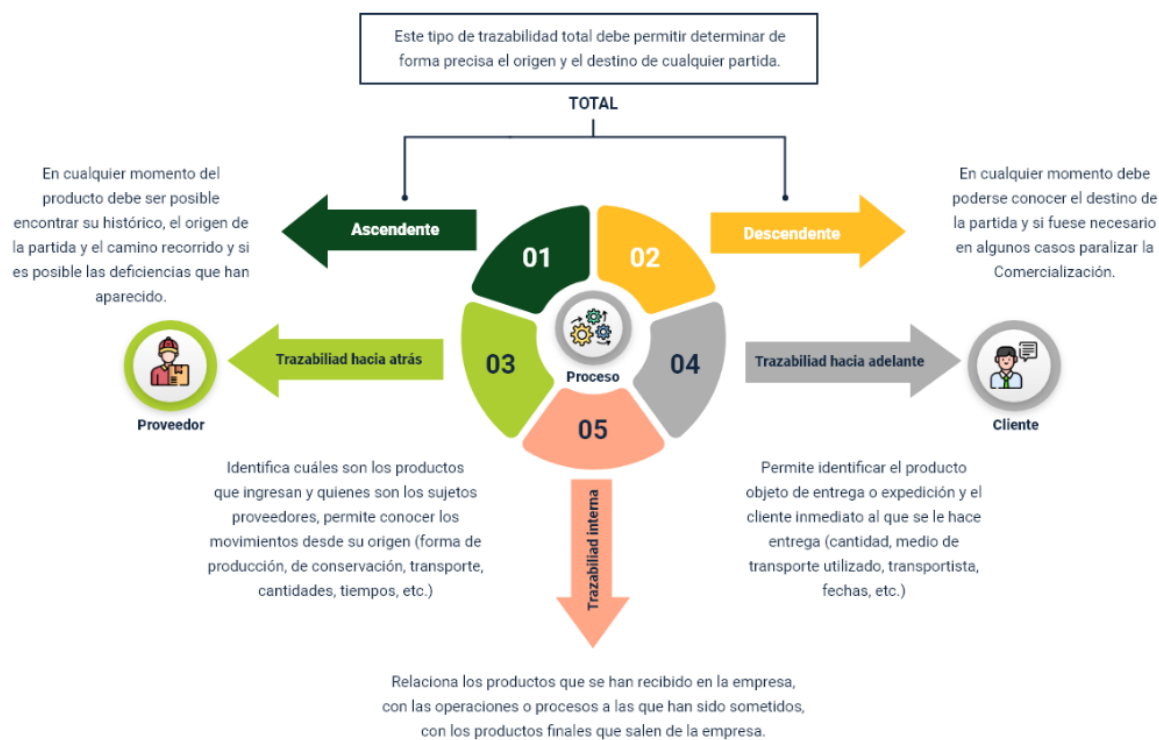 Este tipo de trazabilidad total debe permitir determinar de
forma precisa el origen y el destino de cualquier partida.
TOTAL
En cualquier momento del
producto debe ser posible
encontrar su histórico, el origen de
la partida y el camino recorrido y si
es posible las deficiencias que han
aparecido.
Ascendente
01
02
Descendente
En cualquier momento debe
poderse conocer el destino de
la partida y si fuese necesario
en algunos casos paralizar la
Comercialización.
Proveedor
Trazabiliad hacia atrás
03
Proceso
04
Trazabiliad hacia adelante
Cliente
05
Identifica cuáles son los productos
que ingresan y quienes son los sujetos
proveedores, permite conocer los
movimientos desde su origen (forma de
producción, de conservación, transporte,
cantidades, tiempos, etc.)
Trazabiliad interna
Permite identificar el producto
objeto de entrega o expedición y el
cliente inmediato al que se le hace
entrega (cantidad, medio de
transporte utilizado, transportista,
fechas, etc.)
Relaciona los productos que se han recibido en la empresa,
con las operaciones o procesos a las que han sido sometidos,
con los productos finales que salen de la empresa.